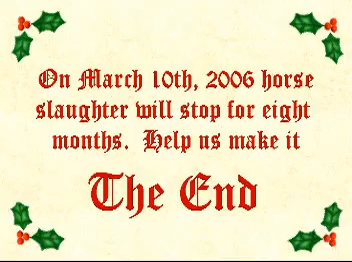 On March 10th, 2006 horse
slaughter will stop for eight
months. Help us make it
The End